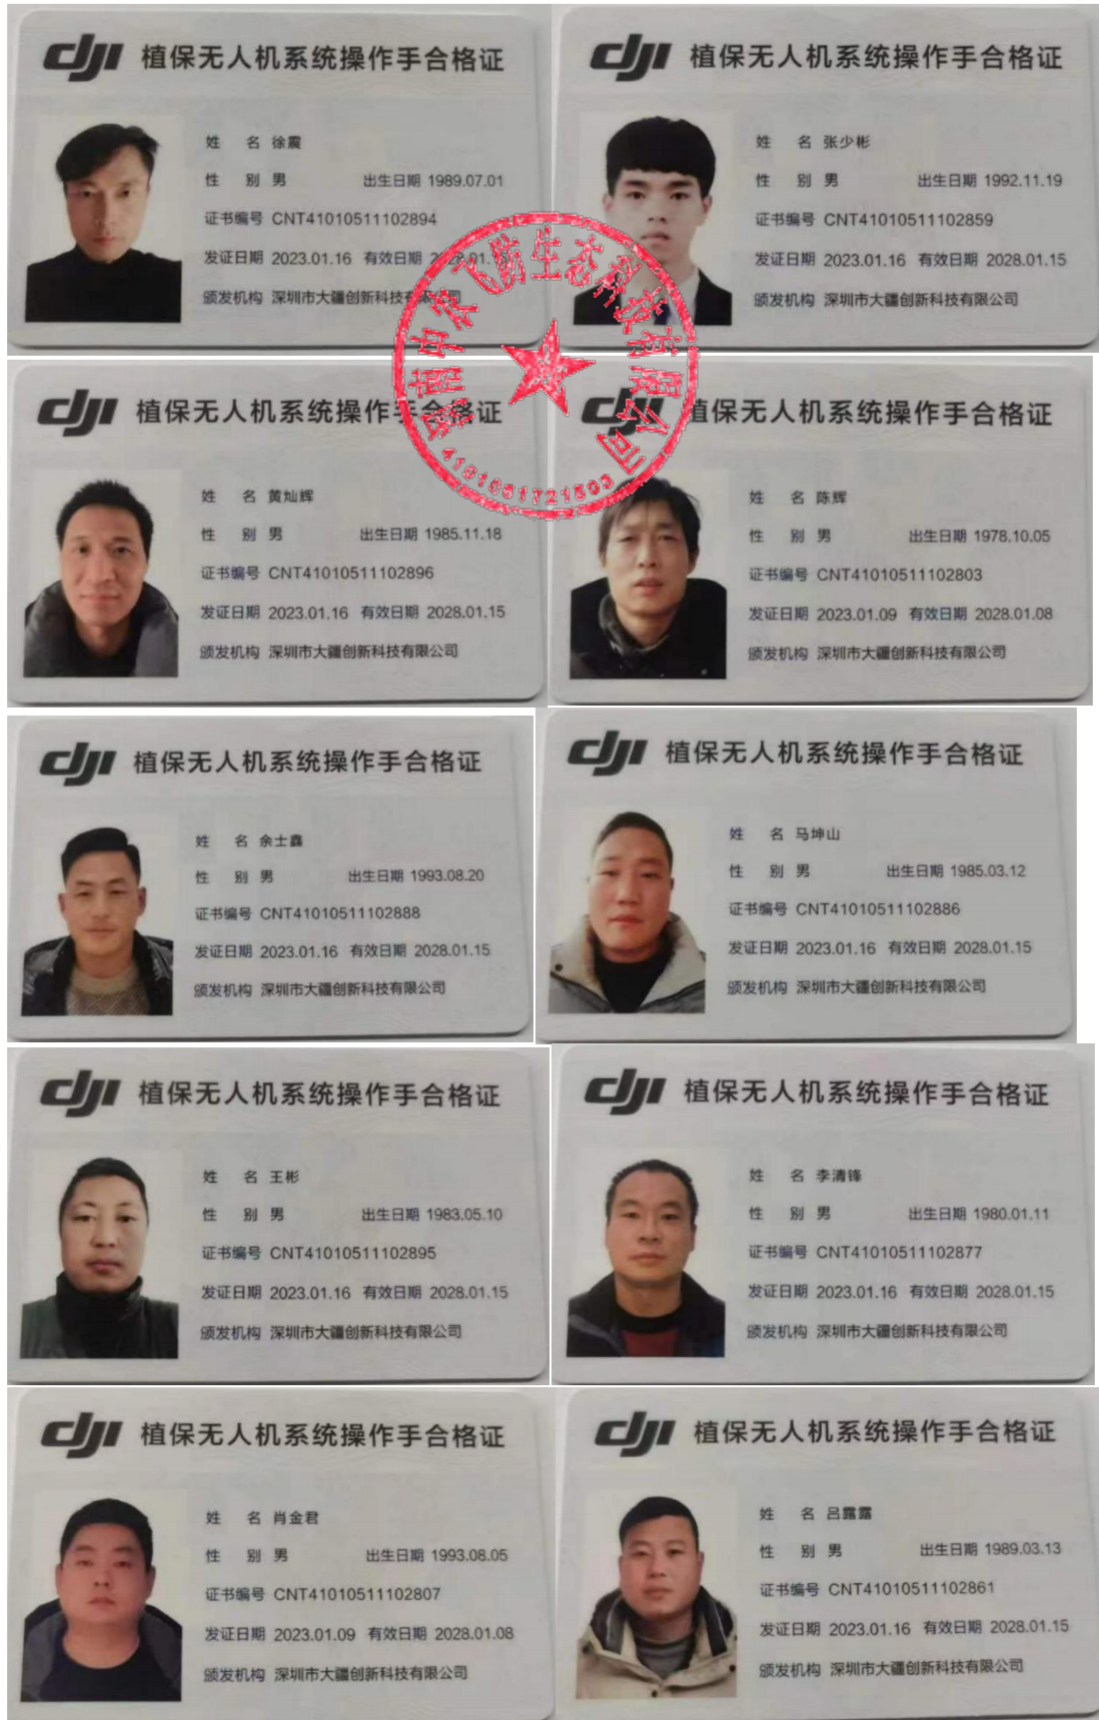 dji 植保无人机系统操作手合格证
姓 名 徐震
性 别 男 出生日期 1989.07.01
证书编号 CNT41010511102894
发证日期 2023.01.16 有效日期
颁发机构 深圳市大疆创新科技有限公司
dji 植保无人机系统操作手合格证
姓 名 张少彬
性 别 男 出生日期 1992.11.19
证书编号 CNT41010511102859
发证日期 2023.01.16 有效日期 2028.01.15
颁发机构 深圳市大疆创新科技有限公司
中农飞防生态科技有限公司
4101051721503
dji 植保无人机系统操作手合格证
姓 名 黄灿辉
性 别 男 出生日期 1985.11.18
证书编号 CNT41010511102896
发证日期 2023.01.16 有效日期 2028.01.15
颁发机构 深圳市大疆创新科技有限公司
dji 植保无人机系统操作手合格证
姓 名 陈辉
性 别 男 出生日期 1978.10.05
证书编号 CNT41010511102803
发证日期 2023.01.09 有效日期 2028.01.08
颁发机构 深圳市大疆创新科技有限公司
dji 植保无人机系统操作手合格证
姓 名 余士鑫
性 别 男 出生日期 1993.08.20
证书编号 CNT41010511102888
发证日期 2023.01.16 有效日期 2028.01.15
颁发机构 深圳市大疆创新科技有限公司
dji 植保无人机系统操作手合格证
姓 名 马坤山
性 别 男 出生日期 1985.03.12
证书编号 CNT41010511102886
发证日期 2023.01.16 有效日期 2028.01.15
颁发机构 深圳市大疆创新科技有限公司
dji 植保无人机系统操作手合格证
姓 名 王彬
性 别 男 出生日期 1983.05.10
证书编号 CNT41010511102895
发证日期 2023.01.16 有效日期 2028.01.15
颁发机构 深圳市大疆创新科技有限公司
dji 植保无人机系统操作手合格证
姓 名 李清锋
性 别 男 出生日期 1980.01.11
证书编号 CNT41010511102877
发证日期 2023.01.16 有效日期 2028.01.15
颁发机构 深圳市大疆创新科技有限公司
dji 植保无人机系统操作手合格证
姓 名 肖金君
性 别 男 出生日期 1993.08.05
证书编号 CNT41010511102807
发证日期 2023.01.09 有效日期 2028.01.08
颁发机构 深圳市大疆创新科技有限公司
dji 植保无人机系统操作手合格证
姓 名 吕露露
性 别 男 出生日期 1989.03.13
证书编号 CNT41010511102861
发证日期 2023.01.16 有效日期 2028.01.15
颁发机构 深圳市大疆创新科技有限公司